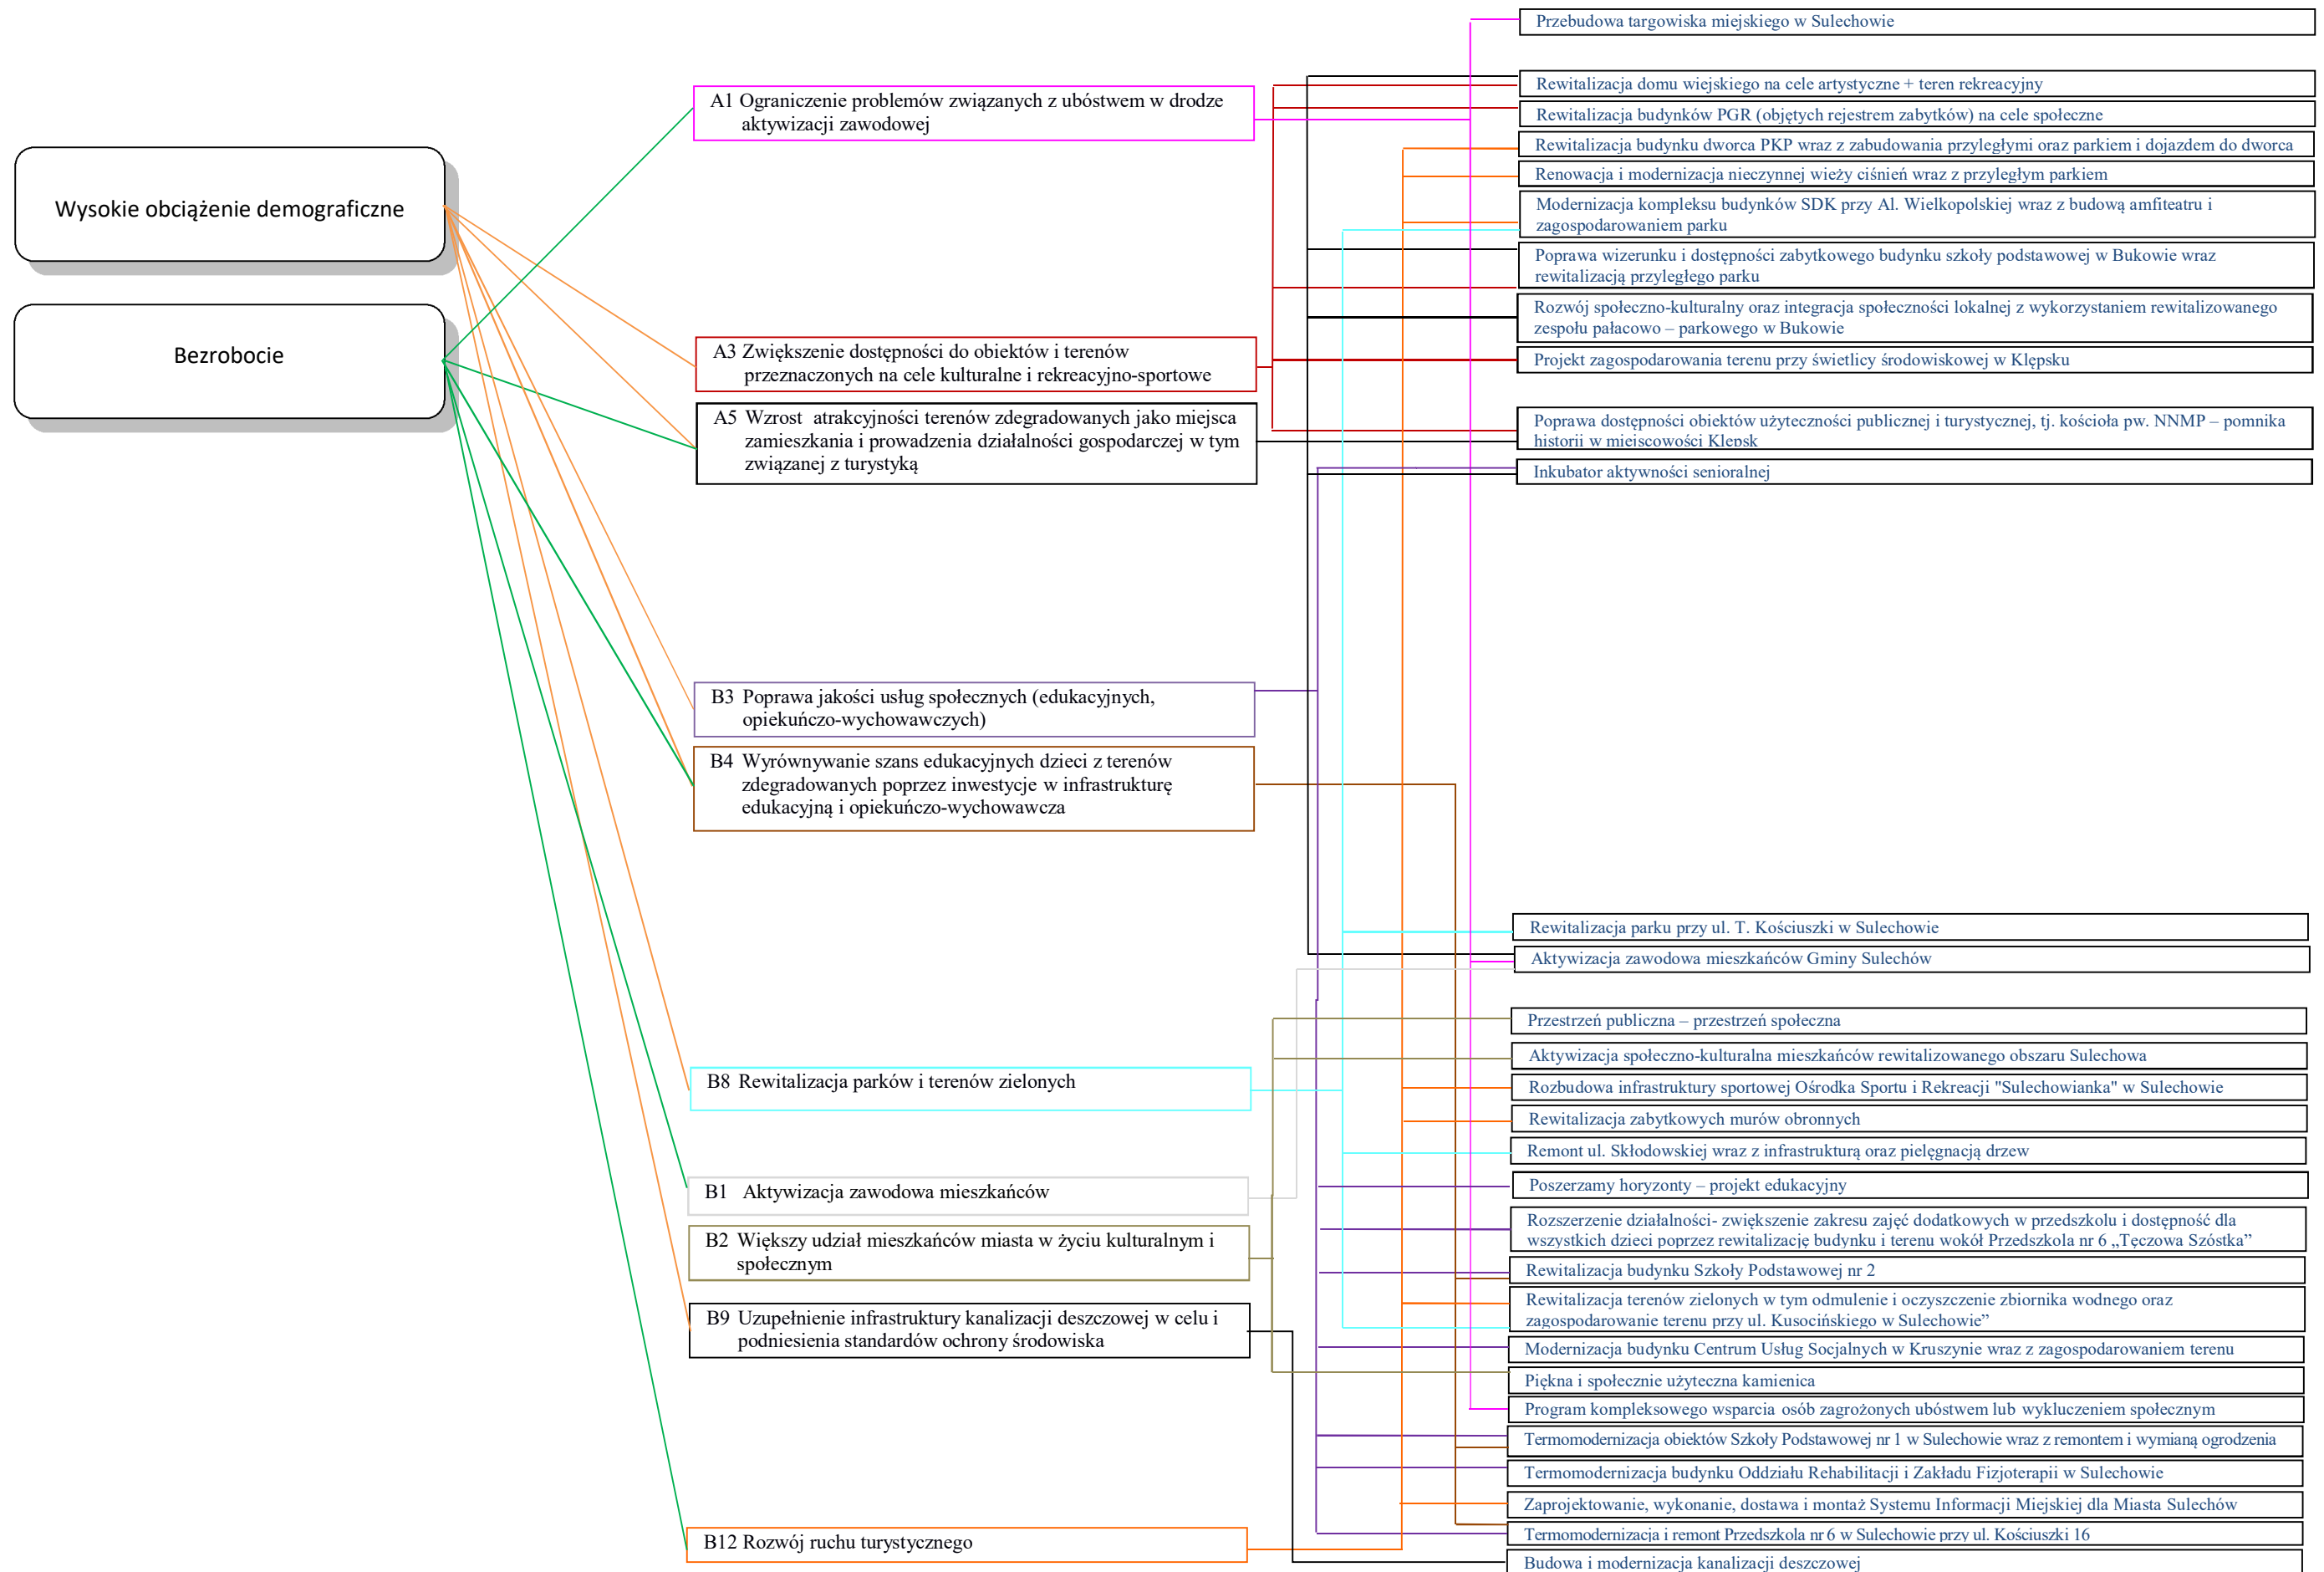 Wysokie obciążenie demograficzne
Bezrobocie
A1 Ograniczenie problemów związanych z ubóstwem w drodze
aktywizacji zawodowej
A3 Zwiększenie dostępności do obiektów i terenów
przeznaczonych na cele kulturalne i rekreacyjno-sportowe
A5 Wzrost atrakcyjności terenów zdegradowanych jako miejsca
zamieszkania i prowadzenia działalności gospodarczej w tym
związanej z turystyką
B3 Poprawa jakości usług społecznych (edukacyjnych,
opiekuńczo-wychowawczych)
B4 Wyrównywanie szans edukacyjnych dzieci z terenów
zdegradowanych poprzez inwestycje w infrastrukturę
edukacyjną i opiekuńczo-wychowawcza
B8 Rewitalizacja parków i terenów zielonych
B1 Aktywizacja zawodowa mieszkańców
B2 Większy udział mieszkańców miasta w życiu kulturalnym i
społecznym
B9 Uzupełnienie infrastruktury kanalizacji deszczowej w celu i
podniesienia standardów ochrony środowiska
B12 Rozwój ruchu turystycznego
Przebudowa targowiska miejskiego w Sulechowie
Rewitalizacja domu wiejskiego na cele artystyczne + teren rekreacyjny
Rewitalizacja budynków PGR (objętych rejestrem zabytków) na cele społeczne
Rewitalizacja budynku dworca PKP wraz z zabudowania przyległymi oraz parkiem i dojazdem do dworca
Renowacja i modernizacja nieczynnej wieży ciśnień wraz z przyległym parkiem
Modernizacja kompleksu budynków SDK przy Al. Wielkopolskiej wraz z budową amfiteatru i
zagospodarowaniem parku
Poprawa wizerunku i dostępności zabytkowego budynku szkoły podstawowej w Bukowie wraz
rewitalizacją przyległego parku
Rozwój społeczno-kulturalny oraz integracja społeczności lokalnej z wykorzystaniem rewitalizowanego
zespołu pałacowo – parkowego w Bukowie
Projekt zagospodarowania terenu przy świetlicy środowiskowej w Klępsku
Poprawa dostępności obiektów użyteczności publicznej i turystycznej, tj. kościoła pw. NNMP – pomnika
historii w miejscowości Klępsk
Inkubator aktywności senioralnej
Rewitalizacja parku przy ul. T. Kościuszki w Sulechowie
Aktywizacja zawodowa mieszkańców Gminy Sulechów
Przestrzeń publiczna – przestrzeń społeczna
Aktywizacja społeczno-kulturalna mieszkańców rewitalizowanego obszaru Sulechowa
Rozbudowa infrastruktury sportowej Ośrodka Sportu i Rekreacji "Sulechowianka" w Sulechowie
Rewitalizacja zabytkowych murów obronnych
Remont ul. Skłodowskiej wraz z infrastrukturą oraz pielęgnacją drzew
Poszerzamy horyzonty – projekt edukacyjny
Rozszerzenie działalności- zwiększenie zakresu zajęć dodatkowych w przedszkolu i dostępność dla
wszystkich dzieci poprzez rewitalizację budynku i terenu wokół Przedszkola nr 6 „Tęczowa Szóstka”
Rewitalizacja budynku Szkoły Podstawowej nr 2
Rewitalizacja terenów zielonych w tym odmulenie i oczyszczenie zbiornika wodnego oraz
zagospodarowanie terenu przy ul. Kusocińskiego w Sulechowie”
Modernizacja budynku Centrum Usług Socjalnych w Kruszynie wraz z zagospodarowaniem terenu
Piękna i społecznie użyteczna kamienica
Program kompleksowego wsparcia osób zagrożonych ubóstwem lub wykluczeniem społecznym
Termomodernizacja obiektów Szkoły Podstawowej nr 1 w Sulechowie wraz z remontem i wymianą ogrodzenia
Termomodernizacja budynku Oddziału Rehabilitacji i Zakładu Fizjoterapii w Sulechowie
Zaprojektowanie, wykonanie, dostawa i montaż Systemu Informacji Miejskiej dla Miasta Sulechów
Termomodernizacja i remont Przedszkola nr 6 w Sulechowie przy ul. Kościuszki 16
Budowa i modernizacja kanalizacji deszczowej